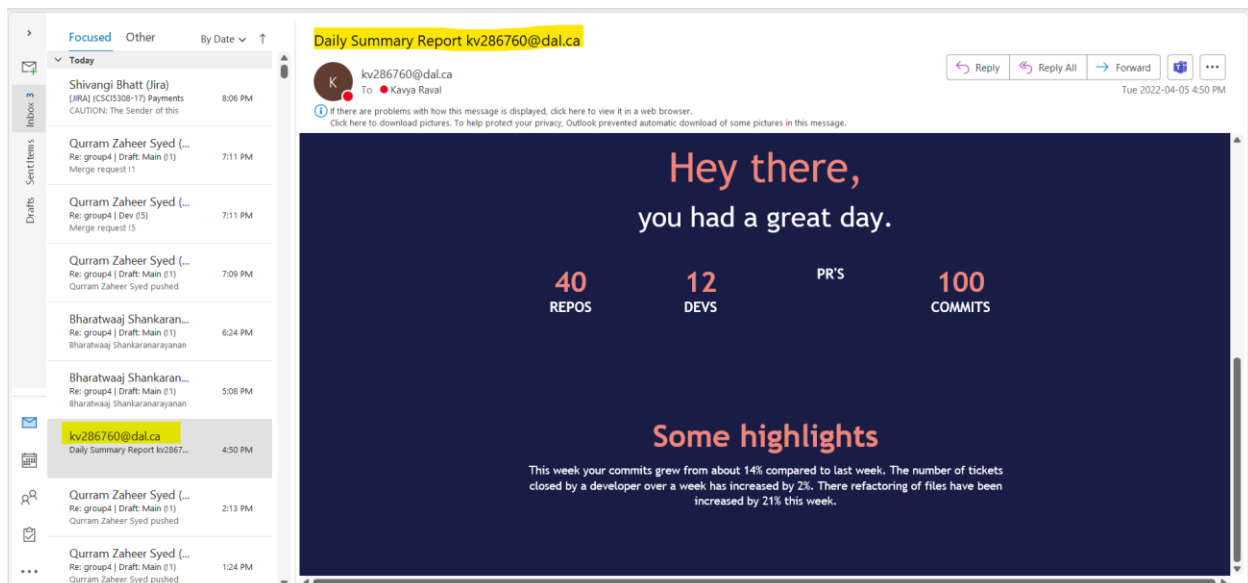 Focused Other By Date
Today
Shivangi Bhatt (Jira)
[JIRA] (CSCI5308-17) Payments 8:06 PM
CAUTION: The Sender of this
Qurram Zaheer Syed (...
Re: group4 | Draft: Main (!1) 7:11 PM
Merge request !1
Qurram Zaheer Syed (...
Re: group4 | Dev (!5) 7:11 PM
Merge request !5
Qurram Zaheer Syed (...
Re: group4 | Draft: Main (!1) 7:09 PM
Qurram Zaheer Syed pushed
Bharatwaaj Shankaran...
Re: group4 | Draft: Main (!1) 6:24 PM
Bharatwaaj Shankaranarayanan
Bharatwaaj Shankaran...
Re: group4 | Draft: Main (!1) 5:08 PM
Bharatwaaj Shankaranarayanan
kv286760@dal.ca
Daily Summary Report kv2867... 4:50 PM
Qurram Zaheer Syed (...
Re: group4 | Draft: Main (!1) 2:13 PM
Qurram Zaheer Syed pushed
Qurram Zaheer Syed (...
Re: group4 | Draft: Main (!1) 1:24 PM
Qurram Zaheer Syed pushed
Inbox 3
Sent Items
Drafts
Daily Summary Report kv286760@dal.ca
K
kv286760@dal.ca
To Kavya Raval
Reply Reply All Forward ...
Tue 2022-04-05 4:50 PM
If there are problems with how this message is displayed, click here to view it in a web browser.
Click here to download pictures. To help protect your privacy, Outlook prevented automatic download of some pictures in this message.
Hey there,
you had a great day.
40 12 PR'S 100
REPOS DEVS COMMITS
Some highlights
This week your commits grew from about 14% compared to last week. The number of tickets
closed by a developer over a week has increased by 2%. There refactoring of files have been
increased by 21% this week.